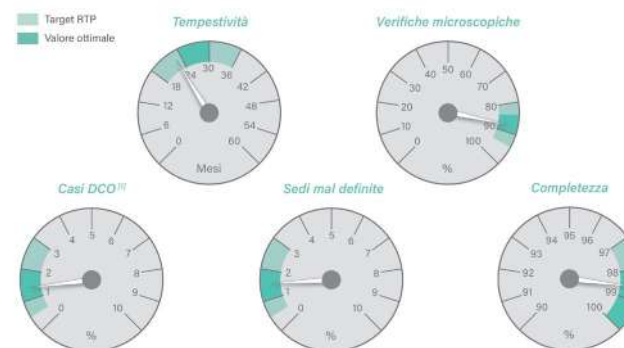 Target RTP
Valore ottimale
Tempestività
0 6 12 18 24 30 36 42 48 54 60
Mesi
Verifiche microscopiche
0 10 20 30 40 50 60 70 80 90 100
%
Casi DCO [1]
0 1 2 3 4 5 6 7 8 9 10
%
Sedi mal definite
0 1 2 3 4 5 6 7 8 9 10
%
Completezza
90 91 92 93 94 95 96 97 98 99 100
%